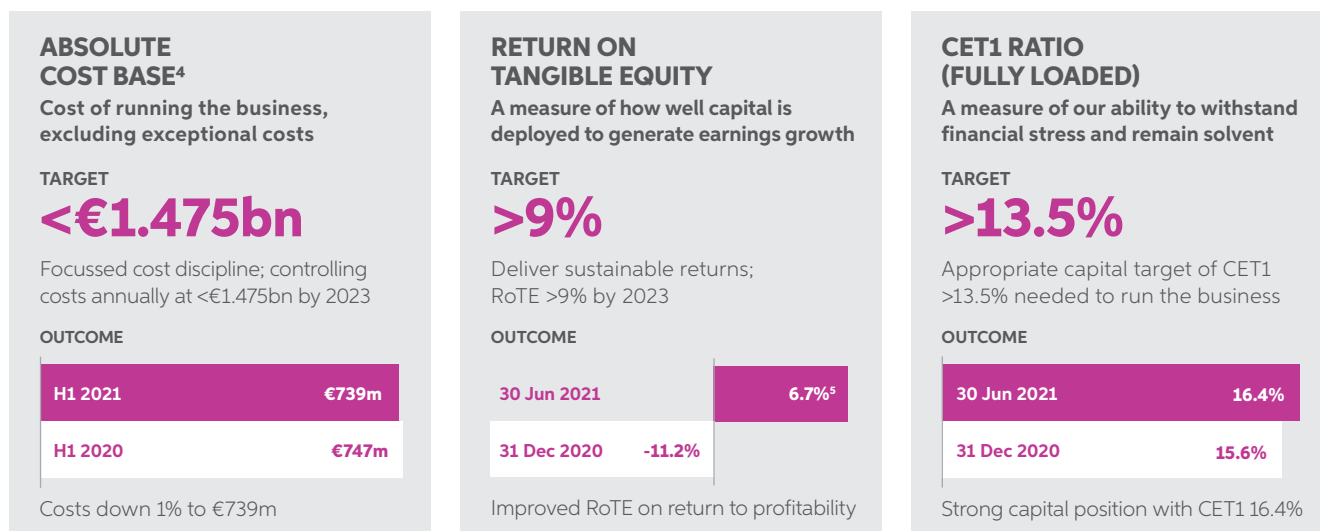 ABSOLUTE
COST BASE⁴
Cost of running the business,
excluding exceptional costs
TARGET
<€1.475bn
Focussed cost discipline; controlling
costs annually at <€1.475bn by 2023
OUTCOME
H1 2021 €739m
H1 2020 €747m
Costs down 1% to €739m
RETURN ON
TANGIBLE EQUITY
A measure of how well capital is
deployed to generate earnings growth
TARGET
>9%
Deliver sustainable returns;
RoTE >9% by 2023
OUTCOME
30 Jun 2021 6.7%⁵
31 Dec 2020 -11.2%
Improved RoTE on return to profitability
CET1 RATIO
(FULLY LOADED)
A measure of our ability to withstand
financial stress and remain solvent
TARGET
>13.5%
Appropriate capital target of CET1
>13.5% needed to run the business
OUTCOME
30 Jun 2021 16.4%
31 Dec 2020 15.6%
Strong capital position with CET1 16.4%